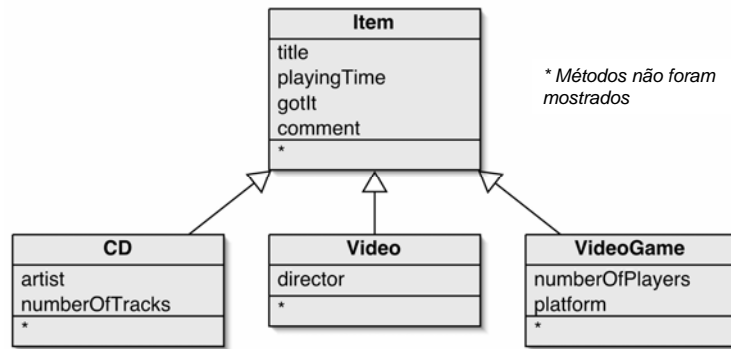 Item
title
playingTime
gotIt
comment
*
* Métodos não foram
mostrados
CD
artist
numberOfTracks
*
Video
director
*
VideoGame
numberOfPlayers
platform
*